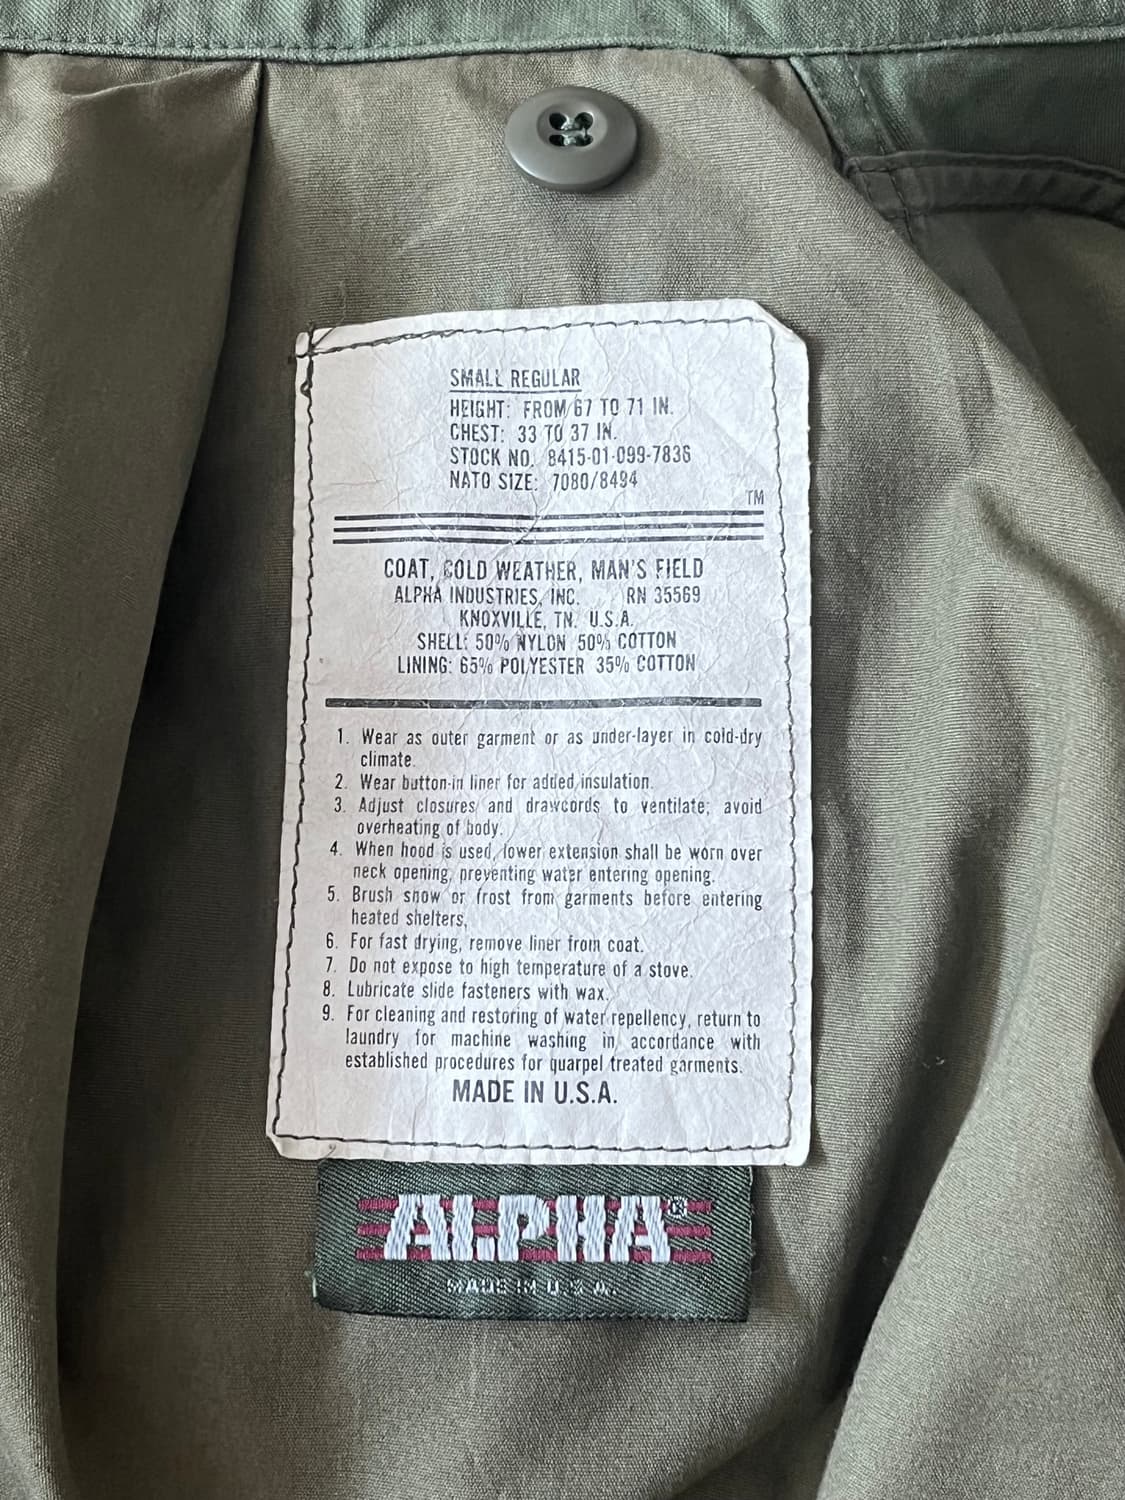 SMALL REGULAR
HEIGHT: FROM 67 TO 71 IN.
CHEST: 33 TO 37 IN.
STOCK NO. 8415-01-099-7836
NATO SIZE: 7080/8494
TM
COAT, COLD WEATHER, MAN'S FIELD
ALPHA INDUSTRIES, INC. RN 35569
KNOXVILLE, TN. U.S.A.
SHELL: 50% NYLON 50% COTTON
LINING: 65% POLYESTER 35% COTTON
1. Wear as outer garment or as under-layer in cold-dry
climate.
2. Wear button-in liner for added insulation.
3. Adjust closures and drawcords to ventilate; avoid
overheating of body.
4. When hood is used, lower extension shall be worn over
neck opening, preventing water entering opening.
5. Brush snow or frost from garments before entering
heated shelters,
6. For fast drying, remove liner from coat.
7. Do not expose to high temperature of a stove.
8. Lubricate slide fasteners with wax.
9. For cleaning and restoring of water repellency, return to
laundry for machine washing in accordance with
established procedures for quarpel treated garments.
MADE IN U.S.A.
ALPHA®
MADE IN U.S.A.